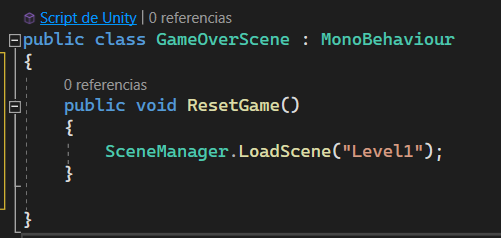 Script de Unity | 0 referencias
public class GameOverScene : MonoBehaviour
{
0 referencias
public void ResetGame()
{
SceneManager.LoadScene("Level1");
}
}